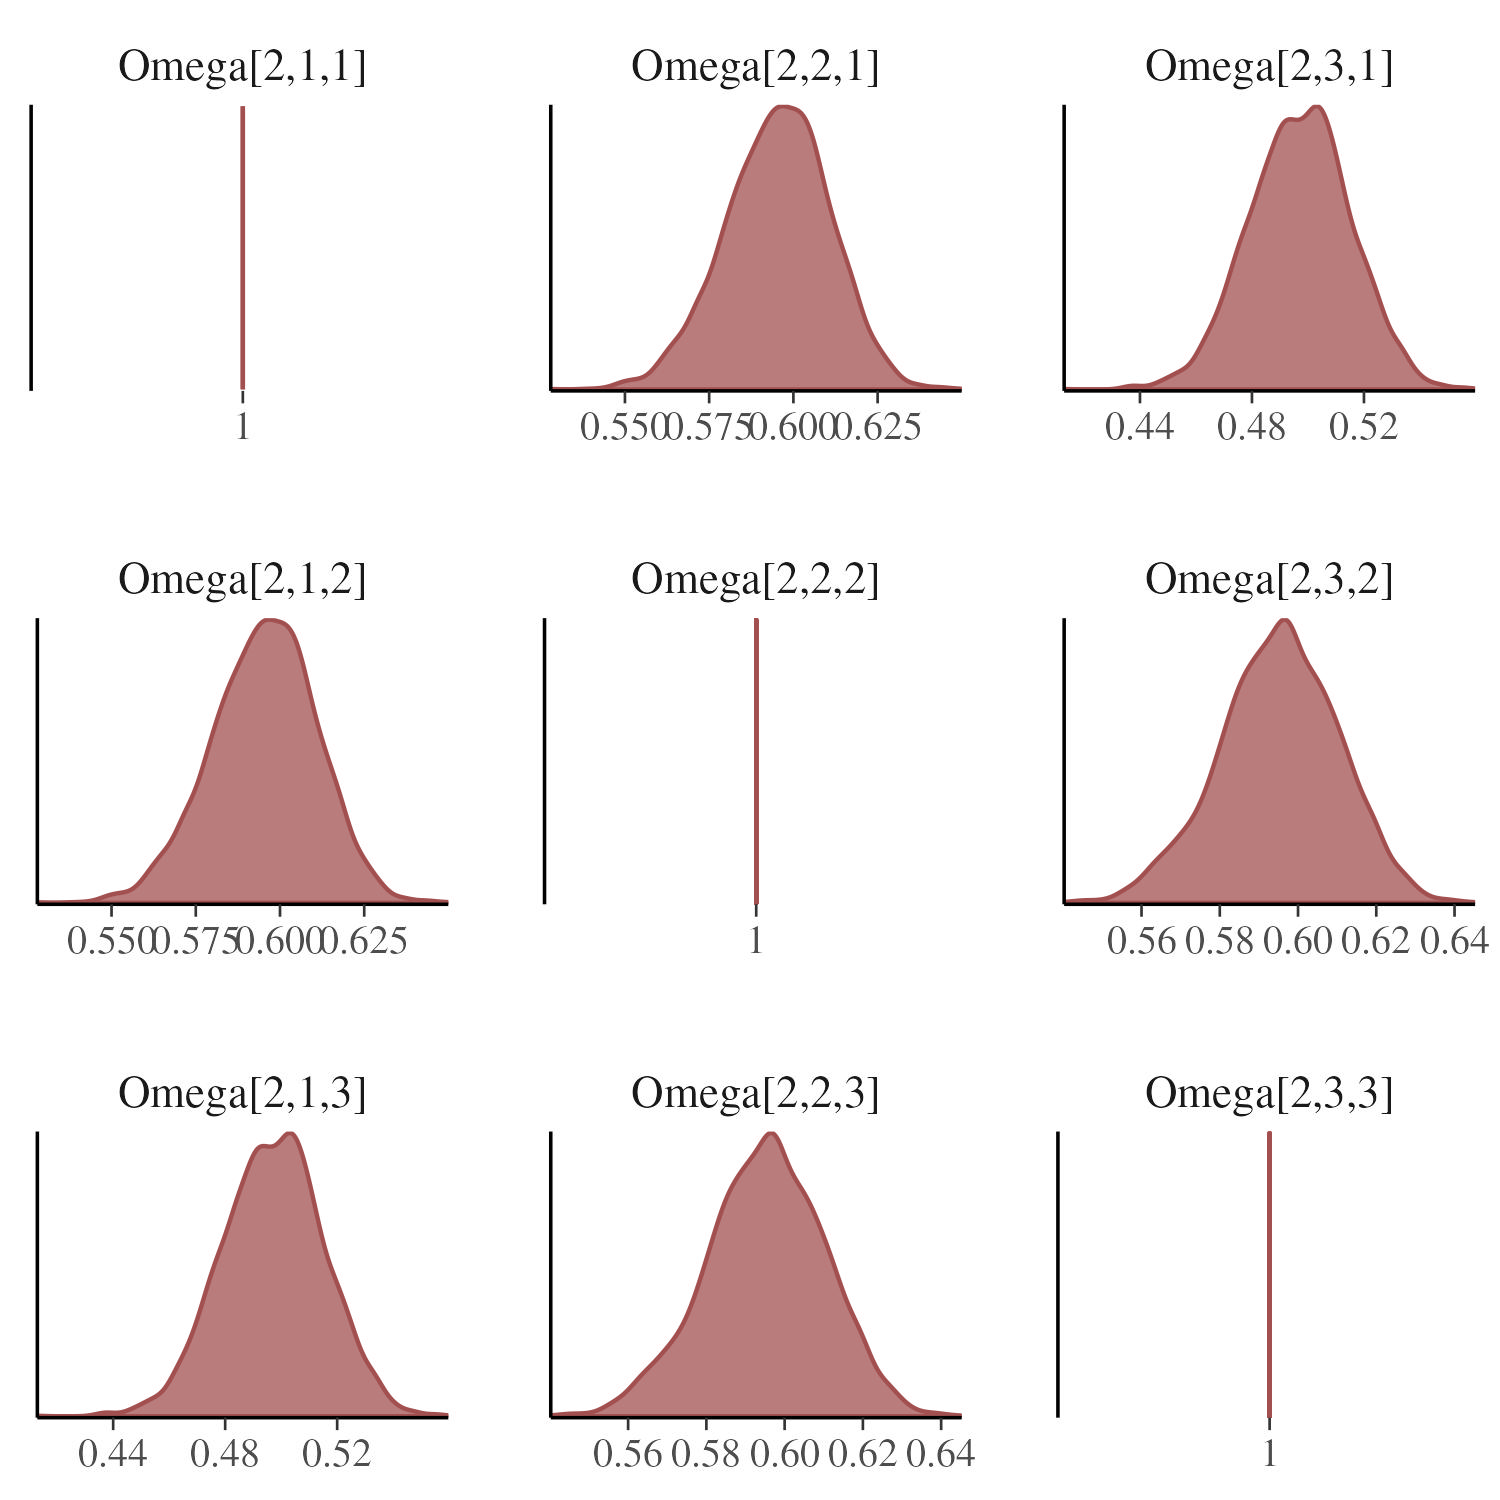 Omega[2,1,1] Omega[2,2,1] Omega[2,3,1]
1 0.550 0.575 0.600 0.625 0.44 0.48 0.52
Omega[2,1,2] Omega[2,2,2] Omega[2,3,2]
0.550 0.575 0.600 0.625 1 0.56 0.58 0.60 0.62 0.64
Omega[2,1,3] Omega[2,2,3] Omega[2,3,3]
0.44 0.48 0.52 0.56 0.58 0.60 0.62 0.64 1